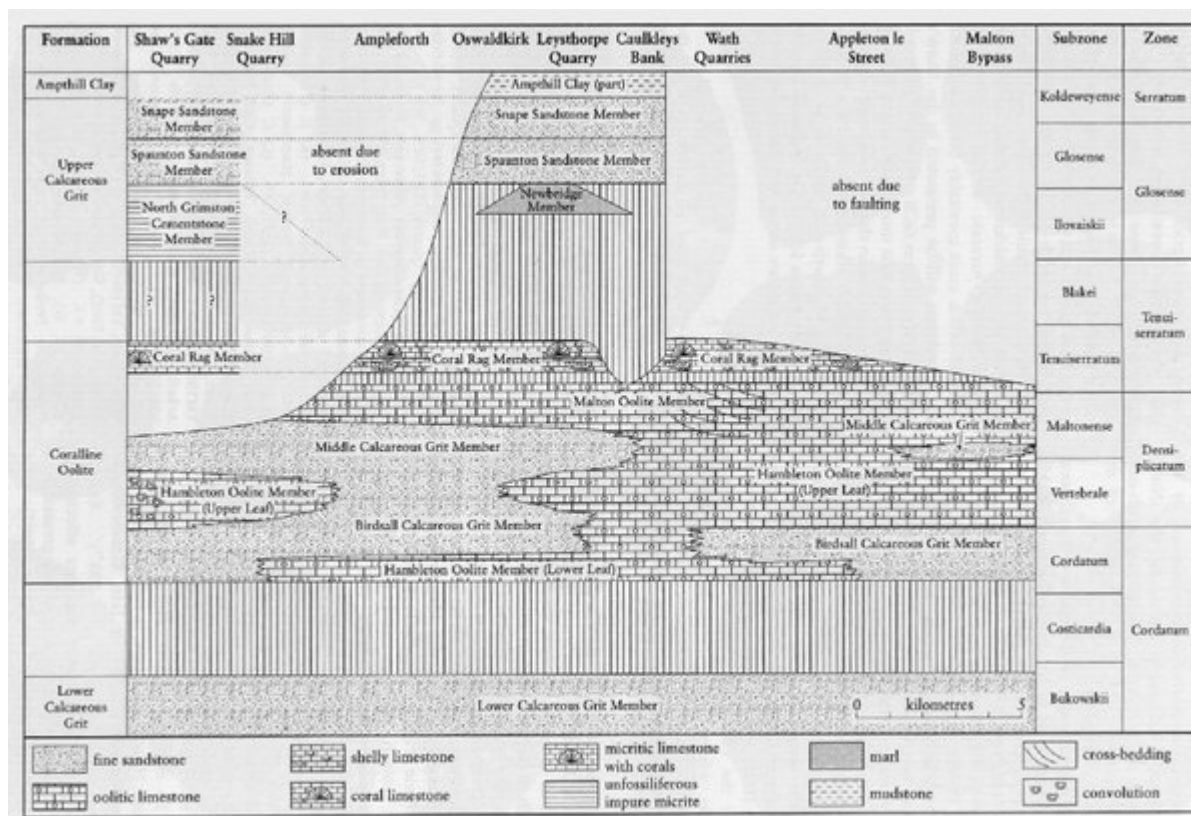 Formation
Shaw's Gate
Quarry
Snake Hill
Quarry
Ampleforth
Oswaldkirk
Leysthorpe
Quarry
Caulkleys
Bank
Wath
Quarries
Appleton le
Street
Malton
Bypass
Subzone
Zone
Ampthill Clay
Ampthill Clay (part)
Koldeweyense
Serratum
Upper
Calcareous
Grit
Snape Sandstone
Member
Snape Sandstone Member
Spaunton Sandstone
Member
absent due
to erosion
Spaunton Sandstone Member
Glosense
Glosense
North Grimston
Cementstone
Member
?
Newbridge
Member
absent due
to faulting
Ilovaiskii
? ?
Blakei
Tenui-
serratum
Coral Rag Member
Coral Rag Member
Coral Rag Member
Tenuiserratum
Malton Oolite Member
Coralline
Oolite
Middle Calcareous Grit Member
Middle Calcareous Grit Member
Maltonense
Densi-
plicatum
Hambleton Oolite Member
(Upper Leaf)
Hambleton Oolite Member
(Upper Leaf)
Vertebrale
Birdsall Calcareous Grit Member
Birdsall Calcareous Grit Member
Cordatum
Hambleton Oolite Member (Lower Leaf)
Costicardia
Cordatum
Lower
Calcareous
Grit
Lower Calcareous Grit Member
0 kilometres 5
Bukowskii
fine sandstone
shelly limestone
micritic limestone
with corals
marl
cross-bedding
oolitic limestone
coral limestone
unfossiliferous
impure micrite
mudstone
convolution